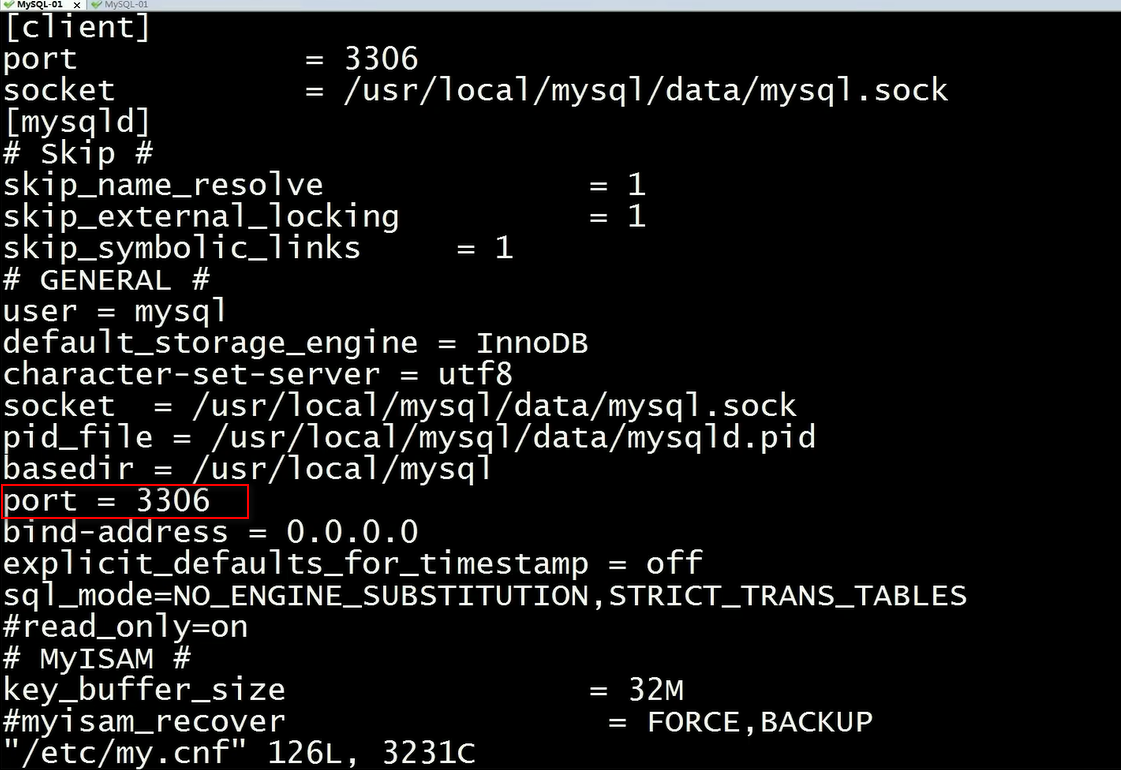 MySQL-01 x MySQL-01
[client]
port = 3306
socket = /usr/local/mysql/data/mysql.sock
[mysqld]
# Skip #
skip_name_resolve = 1
skip_external_locking = 1
skip_symbolic_links = 1
# GENERAL #
user = mysql
default_storage_engine = InnoDB
character-set-server = utf8
socket = /usr/local/mysql/data/mysql.sock
pid_file = /usr/local/mysql/data/mysqld.pid
basedir = /usr/local/mysql
port = 3306
bind-address = 0.0.0.0
explicit_defaults_for_timestamp = off
sql_mode=NO_ENGINE_SUBSTITUTION,STRICT_TRANS_TABLES
#read_only=on
# MyISAM #
key_buffer_size = 32M
#myisam_recover = FORCE,BACKUP
"/etc/my.cnf" 126L, 3231C